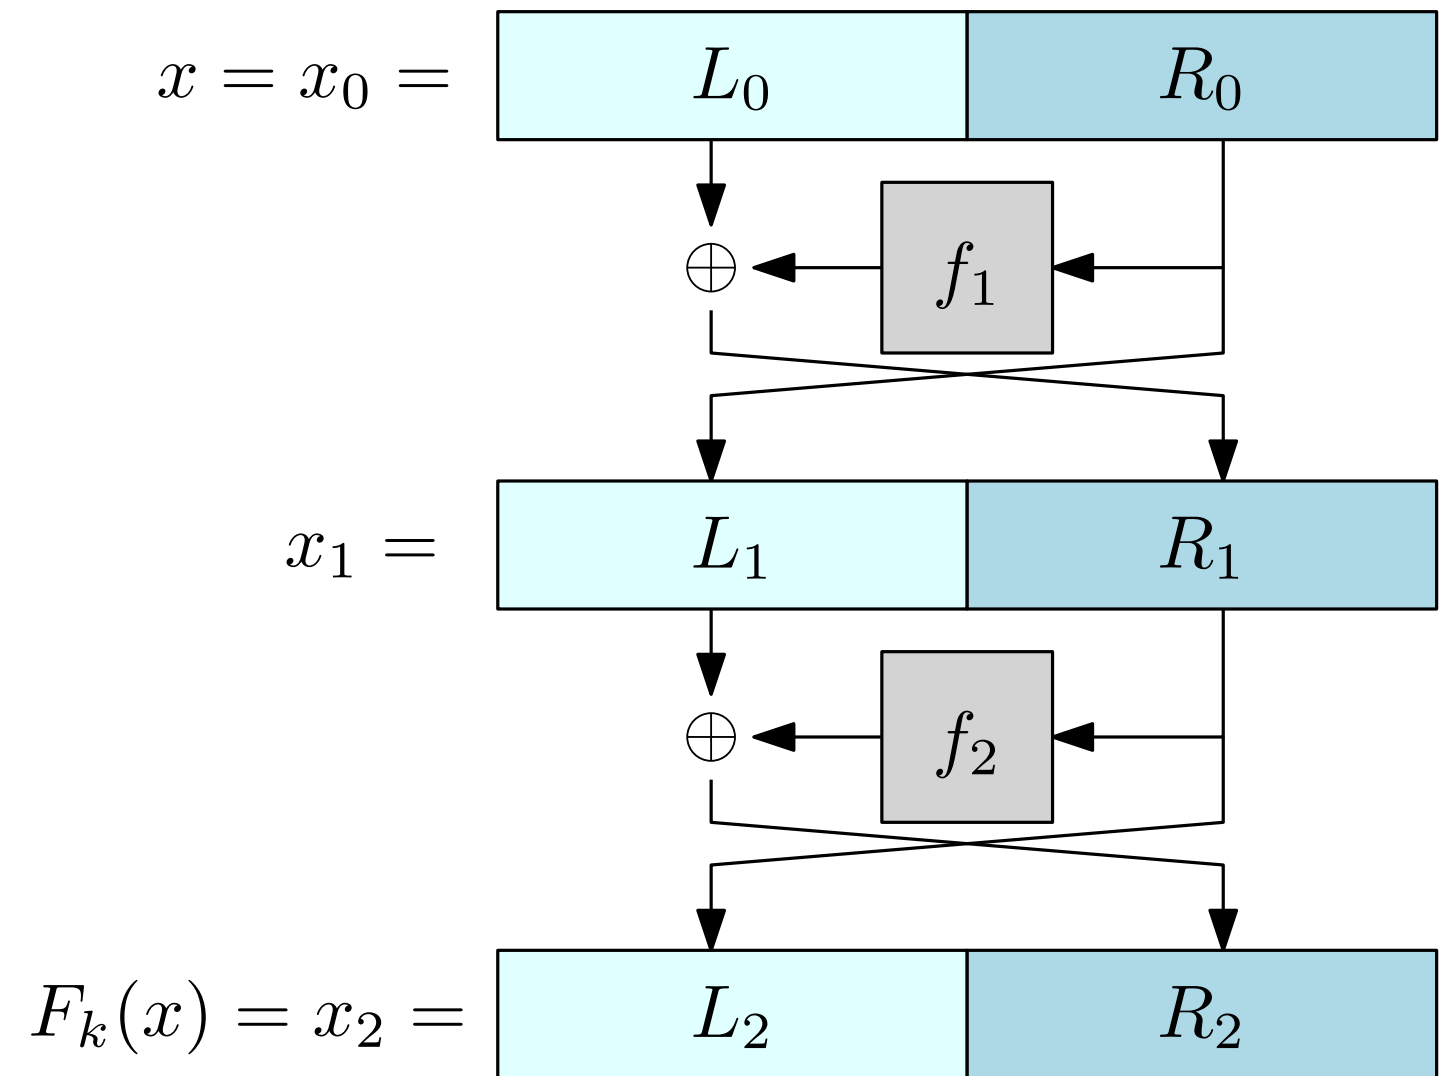 x = x₀ = L₀ R₀
f₁
x₁ = L₁ R₁
f₂
Fₖ(x) = x₂ = L₂ R₂